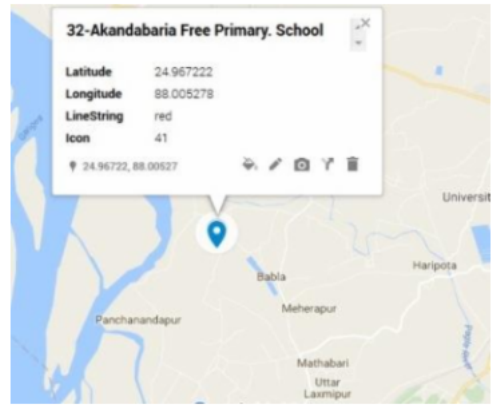 32-Akandabaria Free Primary. School
Latitude 24.967222
Longitude 88.005278
LineString red
Icon 41
24.96722, 88.00527
Universit
Babla
Haripota
Meherapur
Panchanandapur
Mathabari
Uttar
Laxmipur